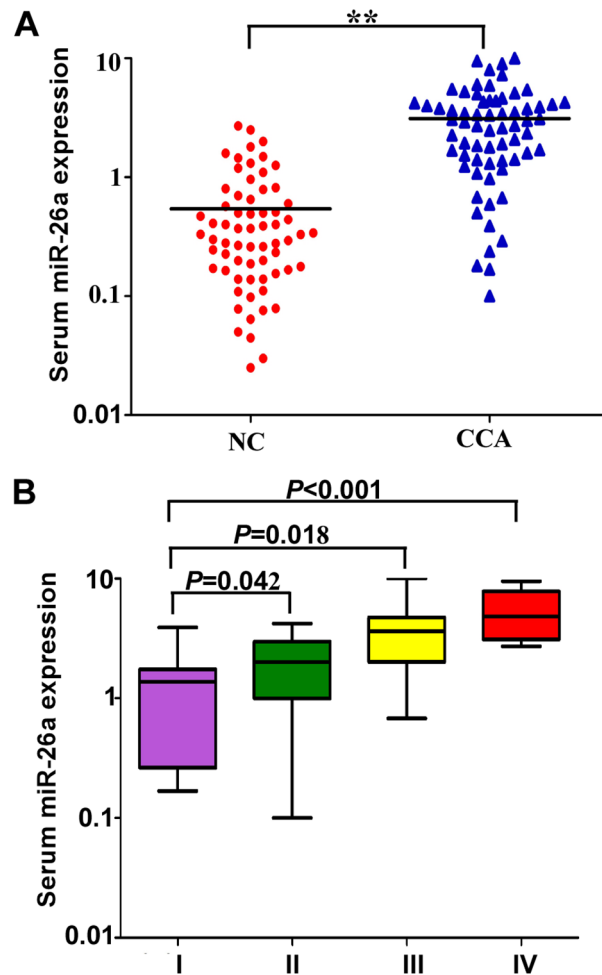 A
**
Serum miR-26a expression
10
1
0.1
0.01
NC CCA
B
P<0.001
P=0.018
P=0.042
Serum miR-26a expression
10
1
0.1
0.01
I II III IV